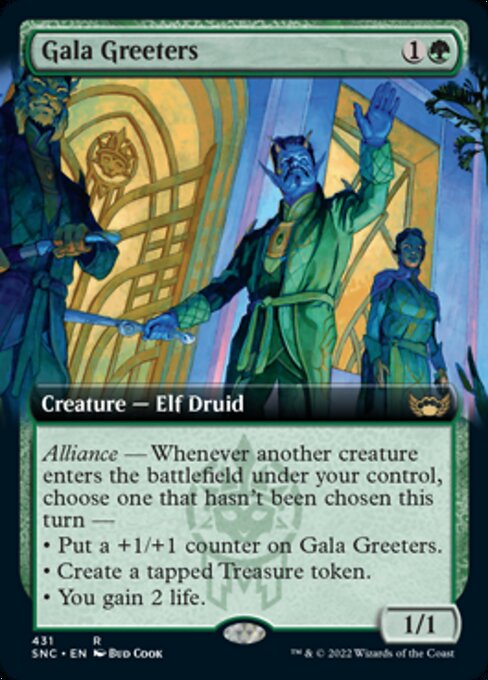 Gala Greeters 1
Creature — Elf Druid
Alliance — Whenever another creature
enters the battlefield under your control,
choose one that hasn't been chosen this
turn —
• Put a +1/+1 counter on Gala Greeters.
• Create a tapped Treasure token.
• You gain 2 life.
1/1
431 R
SNC • EN Bud Cook ™ & © 2022 Wizards of the Coast